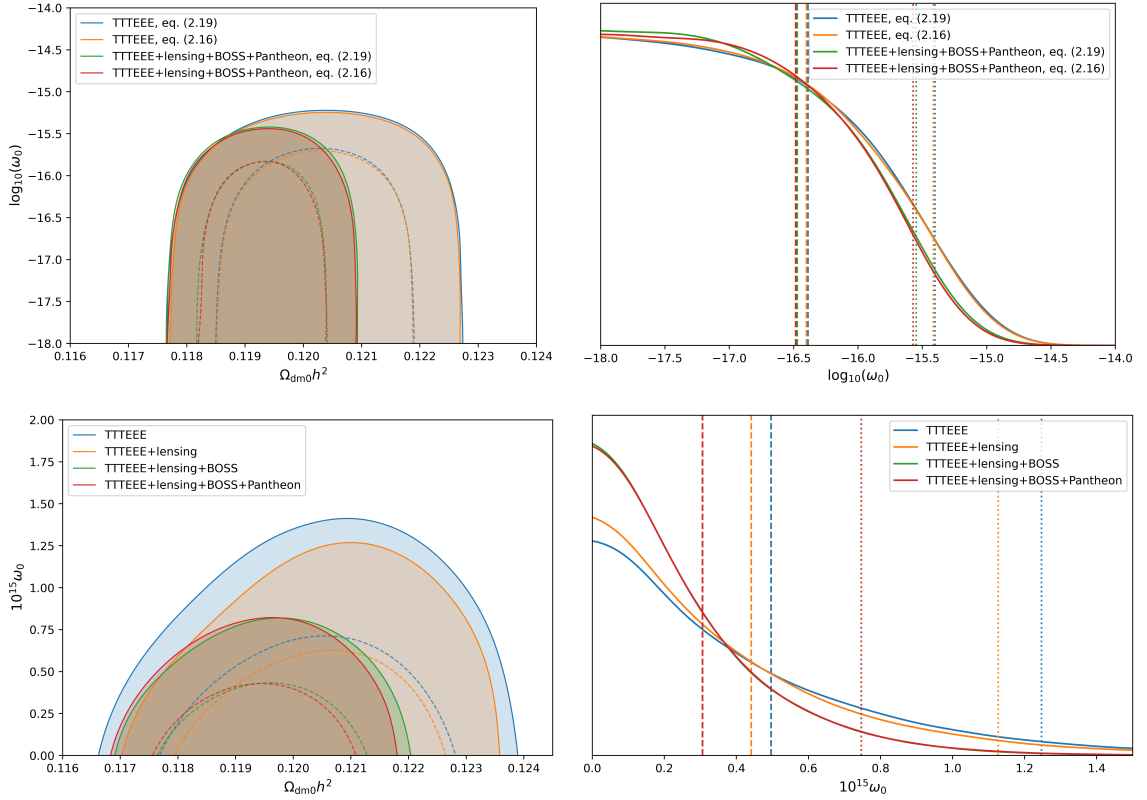 TTTEEE, eq. (2.19)
TTTEEE, eq. (2.16)
TTTEEE+lensing+BOSS+Pantheon, eq. (2.19)
TTTEEE+lensing+BOSS+Pantheon, eq. (2.16)
−14.0
−14.5
−15.0
−15.5
−16.0
−16.5
−17.0
−17.5
−18.0
log₁₀(ω₀)
0.116 0.117 0.118 0.119 0.120 0.121 0.122 0.123 0.124
Ω_dm0h²
TTTEEE, eq. (2.19)
TTTEEE, eq. (2.16)
TTTEEE+lensing+BOSS+Pantheon, eq. (2.19)
TTTEEE+lensing+BOSS+Pantheon, eq. (2.16)
−18.0 −17.5 −17.0 −16.5 −16.0 −15.5 −15.0 −14.5 −14.0
log₁₀(ω₀)
TTTEEE
TTTEEE+lensing
TTTEEE+lensing+BOSS
TTTEEE+lensing+BOSS+Pantheon
2.00
1.75
1.50
1.25
1.00
0.75
0.50
0.25
0.00
10¹⁵ω₀
0.116 0.117 0.118 0.119 0.120 0.121 0.122 0.123 0.124
Ω_dm0h²
TTTEEE
TTTEEE+lensing
TTTEEE+lensing+BOSS
TTTEEE+lensing+BOSS+Pantheon
0.0 0.2 0.4 0.6 0.8 1.0 1.2 1.4
10¹⁵ω₀